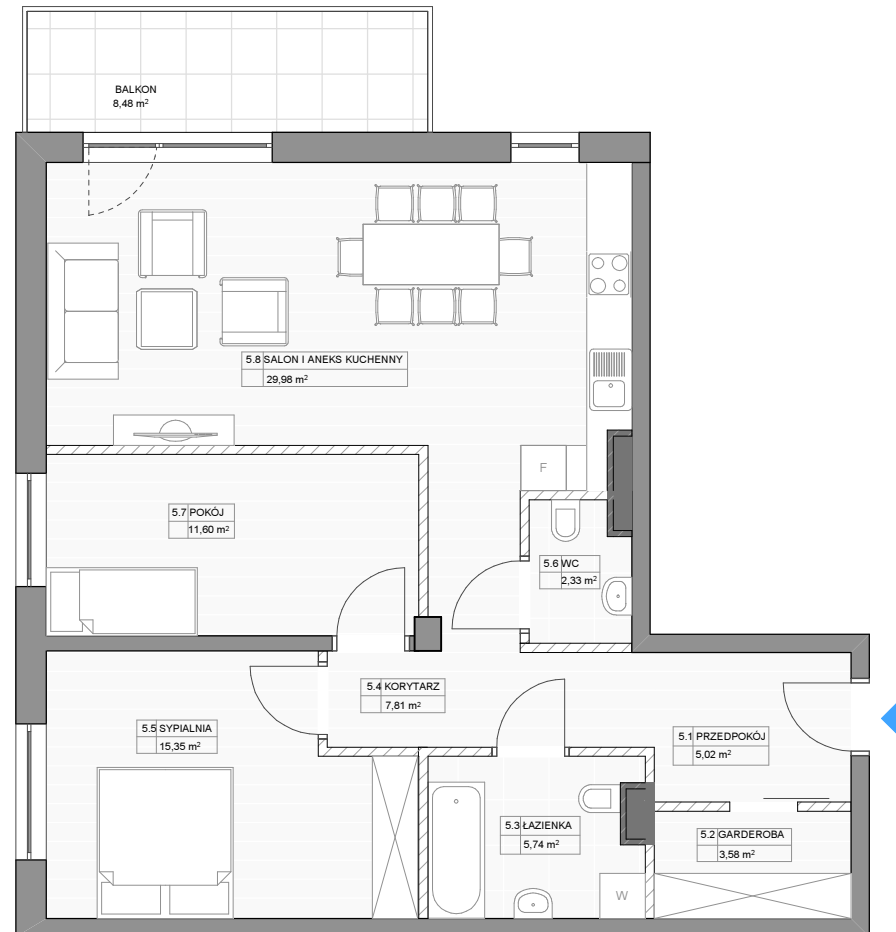 BALKON
8,48 m²
5.8 SALON I ANEKS KUCHENNY
29,98 m²
F
5.7 POKÓJ
11,60 m²
5.6 WC
2,33 m²
5.4 KORYTARZ
7,81 m²
5.5 SYPIALNIA
15,35 m²
5.1 PRZEDPOKÓJ
5,02 m²
5.3 ŁAZIENKA
5,74 m²
5.2 GARDEROBA
3,58 m²
W